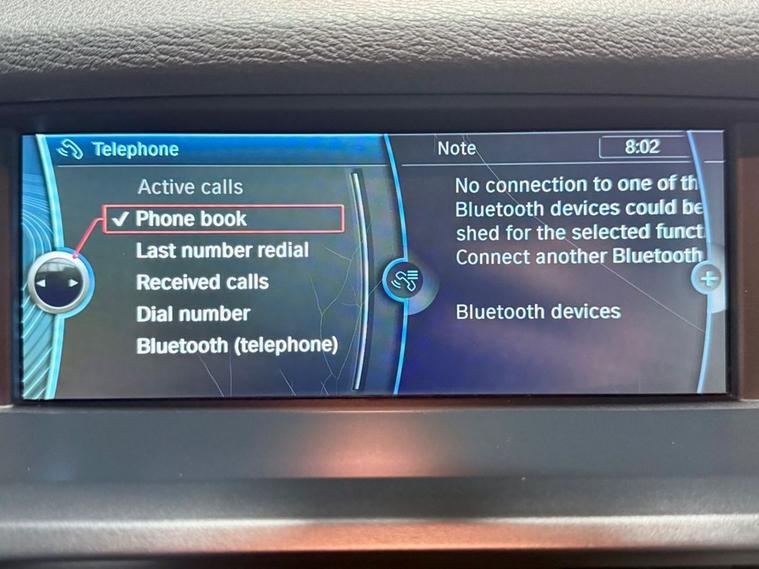 Telephone
Active calls
Phone book
Last number redial
Received calls
Dial number
Bluetooth (telephone)
Note
8:02
No connection to one of th
Bluetooth devices could be
shed for the selected funct
Connect another Bluetooth
Bluetooth devices